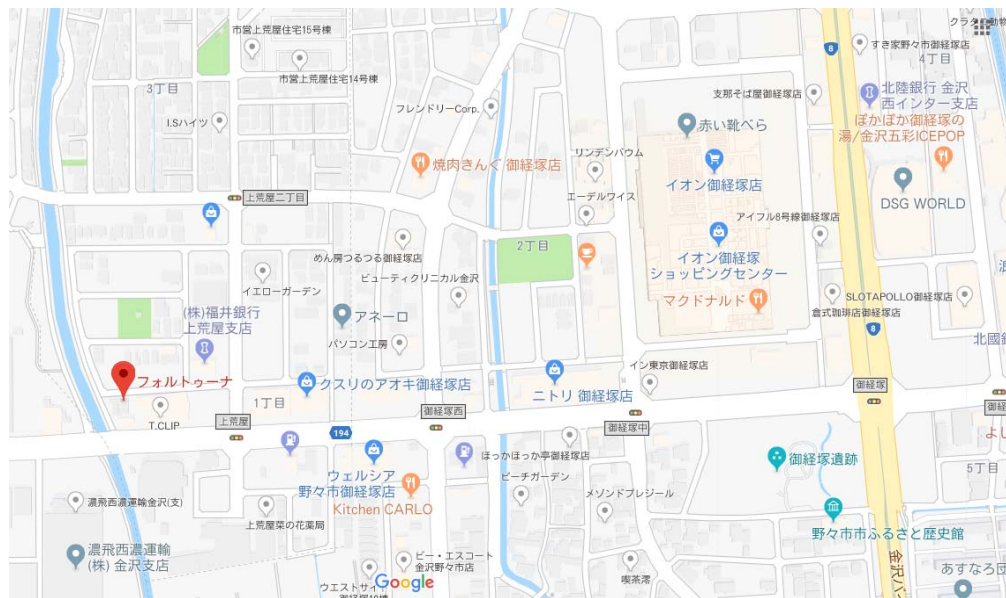 市営上荒屋住宅15号棟
市営上荒屋住宅14号棟
3丁目
I.Sハイツ
フレンドリーCorp.
焼肉きんぐ 御経塚店
上荒屋二丁目
支那そば屋御経塚店
赤い靴べら
イオン御経塚店
リンデンバウム
エーデルワイス
アイフル8号線御経塚店
イオン御経塚
ショッピングセンター
マクドナルド
8
すき家野々市御経塚店
4丁目
北陸銀行 金沢
西インター支店
ぽかぽか御経塚の
湯/金沢五彩ICEPOP
DSG WORLD
2丁目
めん房つるつる御経塚店
ビューティクリニカル金沢
イエローガーデン
アネーロ
パソコン工房
(株)福井銀行
上荒屋支店
SLOTAPOLLO御経塚店
倉式珈琲店御経塚店
8
フォルトゥーナ
T.CLIP
クスリのアオキ御経塚店
1丁目
上荒屋
御経塚西
ニトリ 御経塚店
イン東京御経塚店
御経塚
御経塚中
194
ウェルシア
野々市御経塚店
Kitchen CARLO
ほっかほっか亭御経塚店
ピーチガーデン
メゾンドプレジール
御経塚遺跡
5丁目
野々市市ふるさと歴史館
濃飛西濃運輸金沢(支)
上荒屋菜の花薬局
濃飛西濃運輸
(株) 金沢支店
ビー・エスコート
金沢野々市店
ウエストサイド
Google
喫茶澪